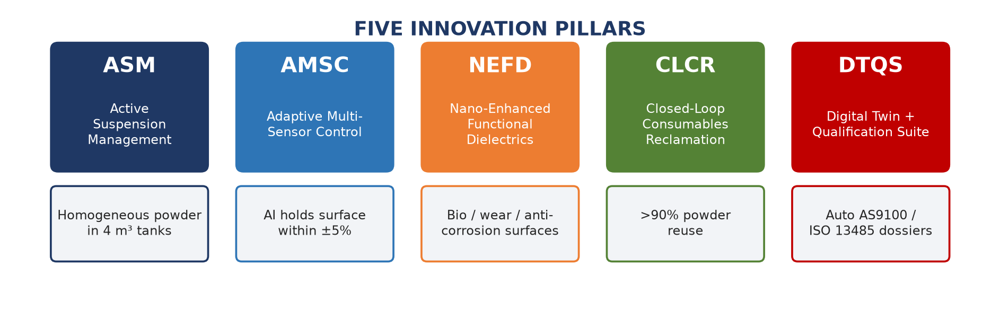 FIVE INNOVATION PILLARS
ASM
Active
Suspension
Management
Homogeneous powder
in 4 m³ tanks
AMSC
Adaptive Multi-
Sensor Control
AI holds surface
within ±5%
NEFD
Nano-Enhanced
Functional
Dielectrics
Bio / wear / anti-
corrosion surfaces
CLCR
Closed-Loop
Consumables
Reclamation
>90% powder
reuse
DTQS
Digital Twin +
Qualification Suite
Auto AS9100 /
ISO 13485 dossiers